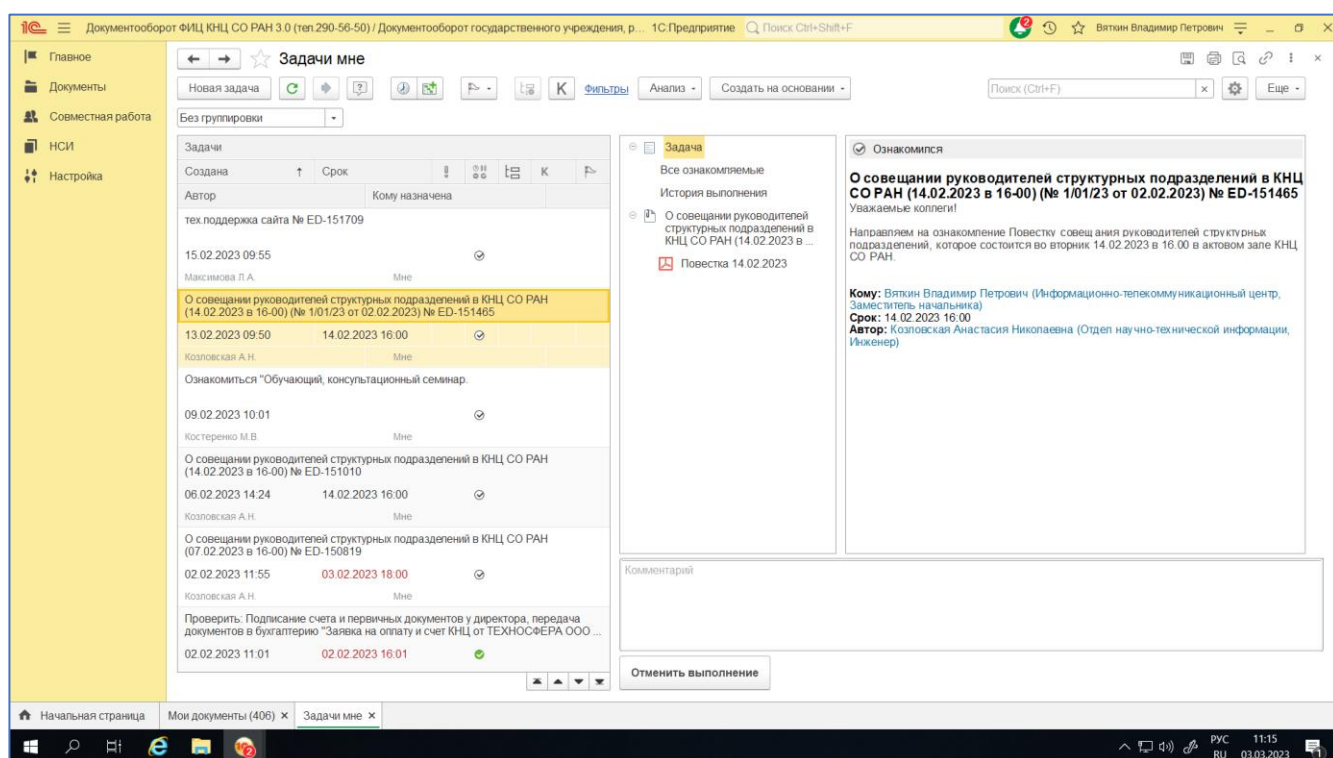 Документооборот ФИЦ КНЦ СО РАН 3.0 (тел.290-56-50) / Документооборот государственного учреждения, р... 1С:Предприятие
Поиск Ctrl+Shift+F
2
Вяткин Владимир Петрович
Главное
Документы
Совместная работа
НСИ
Настройка
Задачи мне
Новая задача
К
Фильтры
Анализ
Создать на основании
Поиск (Ctrl+F)
Еще
Без группировки
Задачи
Создана Срок К
Автор Кому назначена
тех.поддержка сайта № ED-151709
15.02.2023 09:55
Максимова Л.А. Мне
О совещании руководителей структурных подразделений в КНЦ СО РАН
(14.02.2023 в 16-00) (№ 1/01/23 от 02.02.2023) № ED-151465
13.02.2023 09:50 14.02.2023 16:00
Козловская А.Н. Мне
Ознакомиться "Обучающий, консультационный семинар.
09.02.2023 10:01
Костеренко М.В. Мне
О совещании руководителей структурных подразделений в КНЦ СО РАН
(14.02.2023 в 16-00) № ED-151010
06.02.2023 14:24 14.02.2023 16:00
Козловская А.Н. Мне
О совещании руководителей структурных подразделений в КНЦ СО РАН
(07.02.2023 в 16-00) № ED-150819
02.02.2023 11:55 03.02.2023 18:00
Козловская А.Н. Мне
Проверить: Подписание счета и первичных документов у директора, передача
документов в бухгалтерию "Заявка на оплату и счет КНЦ от ТЕХНОСФЕРА ООО ...
02.02.2023 11:01 02.02.2023 16:01
Задача
Все ознакомляемые
История выполнения
О совещании руководителей
структурных подразделений в
КНЦ СО РАН (14.02.2023 в ...
Повестка 14.02.2023
Ознакомился
О совещании руководителей структурных подразделений в КНЦ
СО РАН (14.02.2023 в 16-00) (№ 1/01/23 от 02.02.2023) № ED-151465
Уважаемые коллеги!
Направляем на ознакомление Повестку совещания руководителей структурных
подразделений, которое состоится во вторник 14.02.2023 в 16.00 в актовом зале КНЦ
СО РАН.
Кому: Вяткин Владимир Петрович (Информационно-телекоммуникационный центр,
Заместитель начальника)
Срок: 14.02.2023 16:00
Автор: Козловская Анастасия Николаевна (Отдел научно-технической информации,
Инженер)
Комментарий
Отменить выполнение
Начальная страница
Мои документы (406)
Задачи мне
РУС
RU
11:15
03.03.2023
1